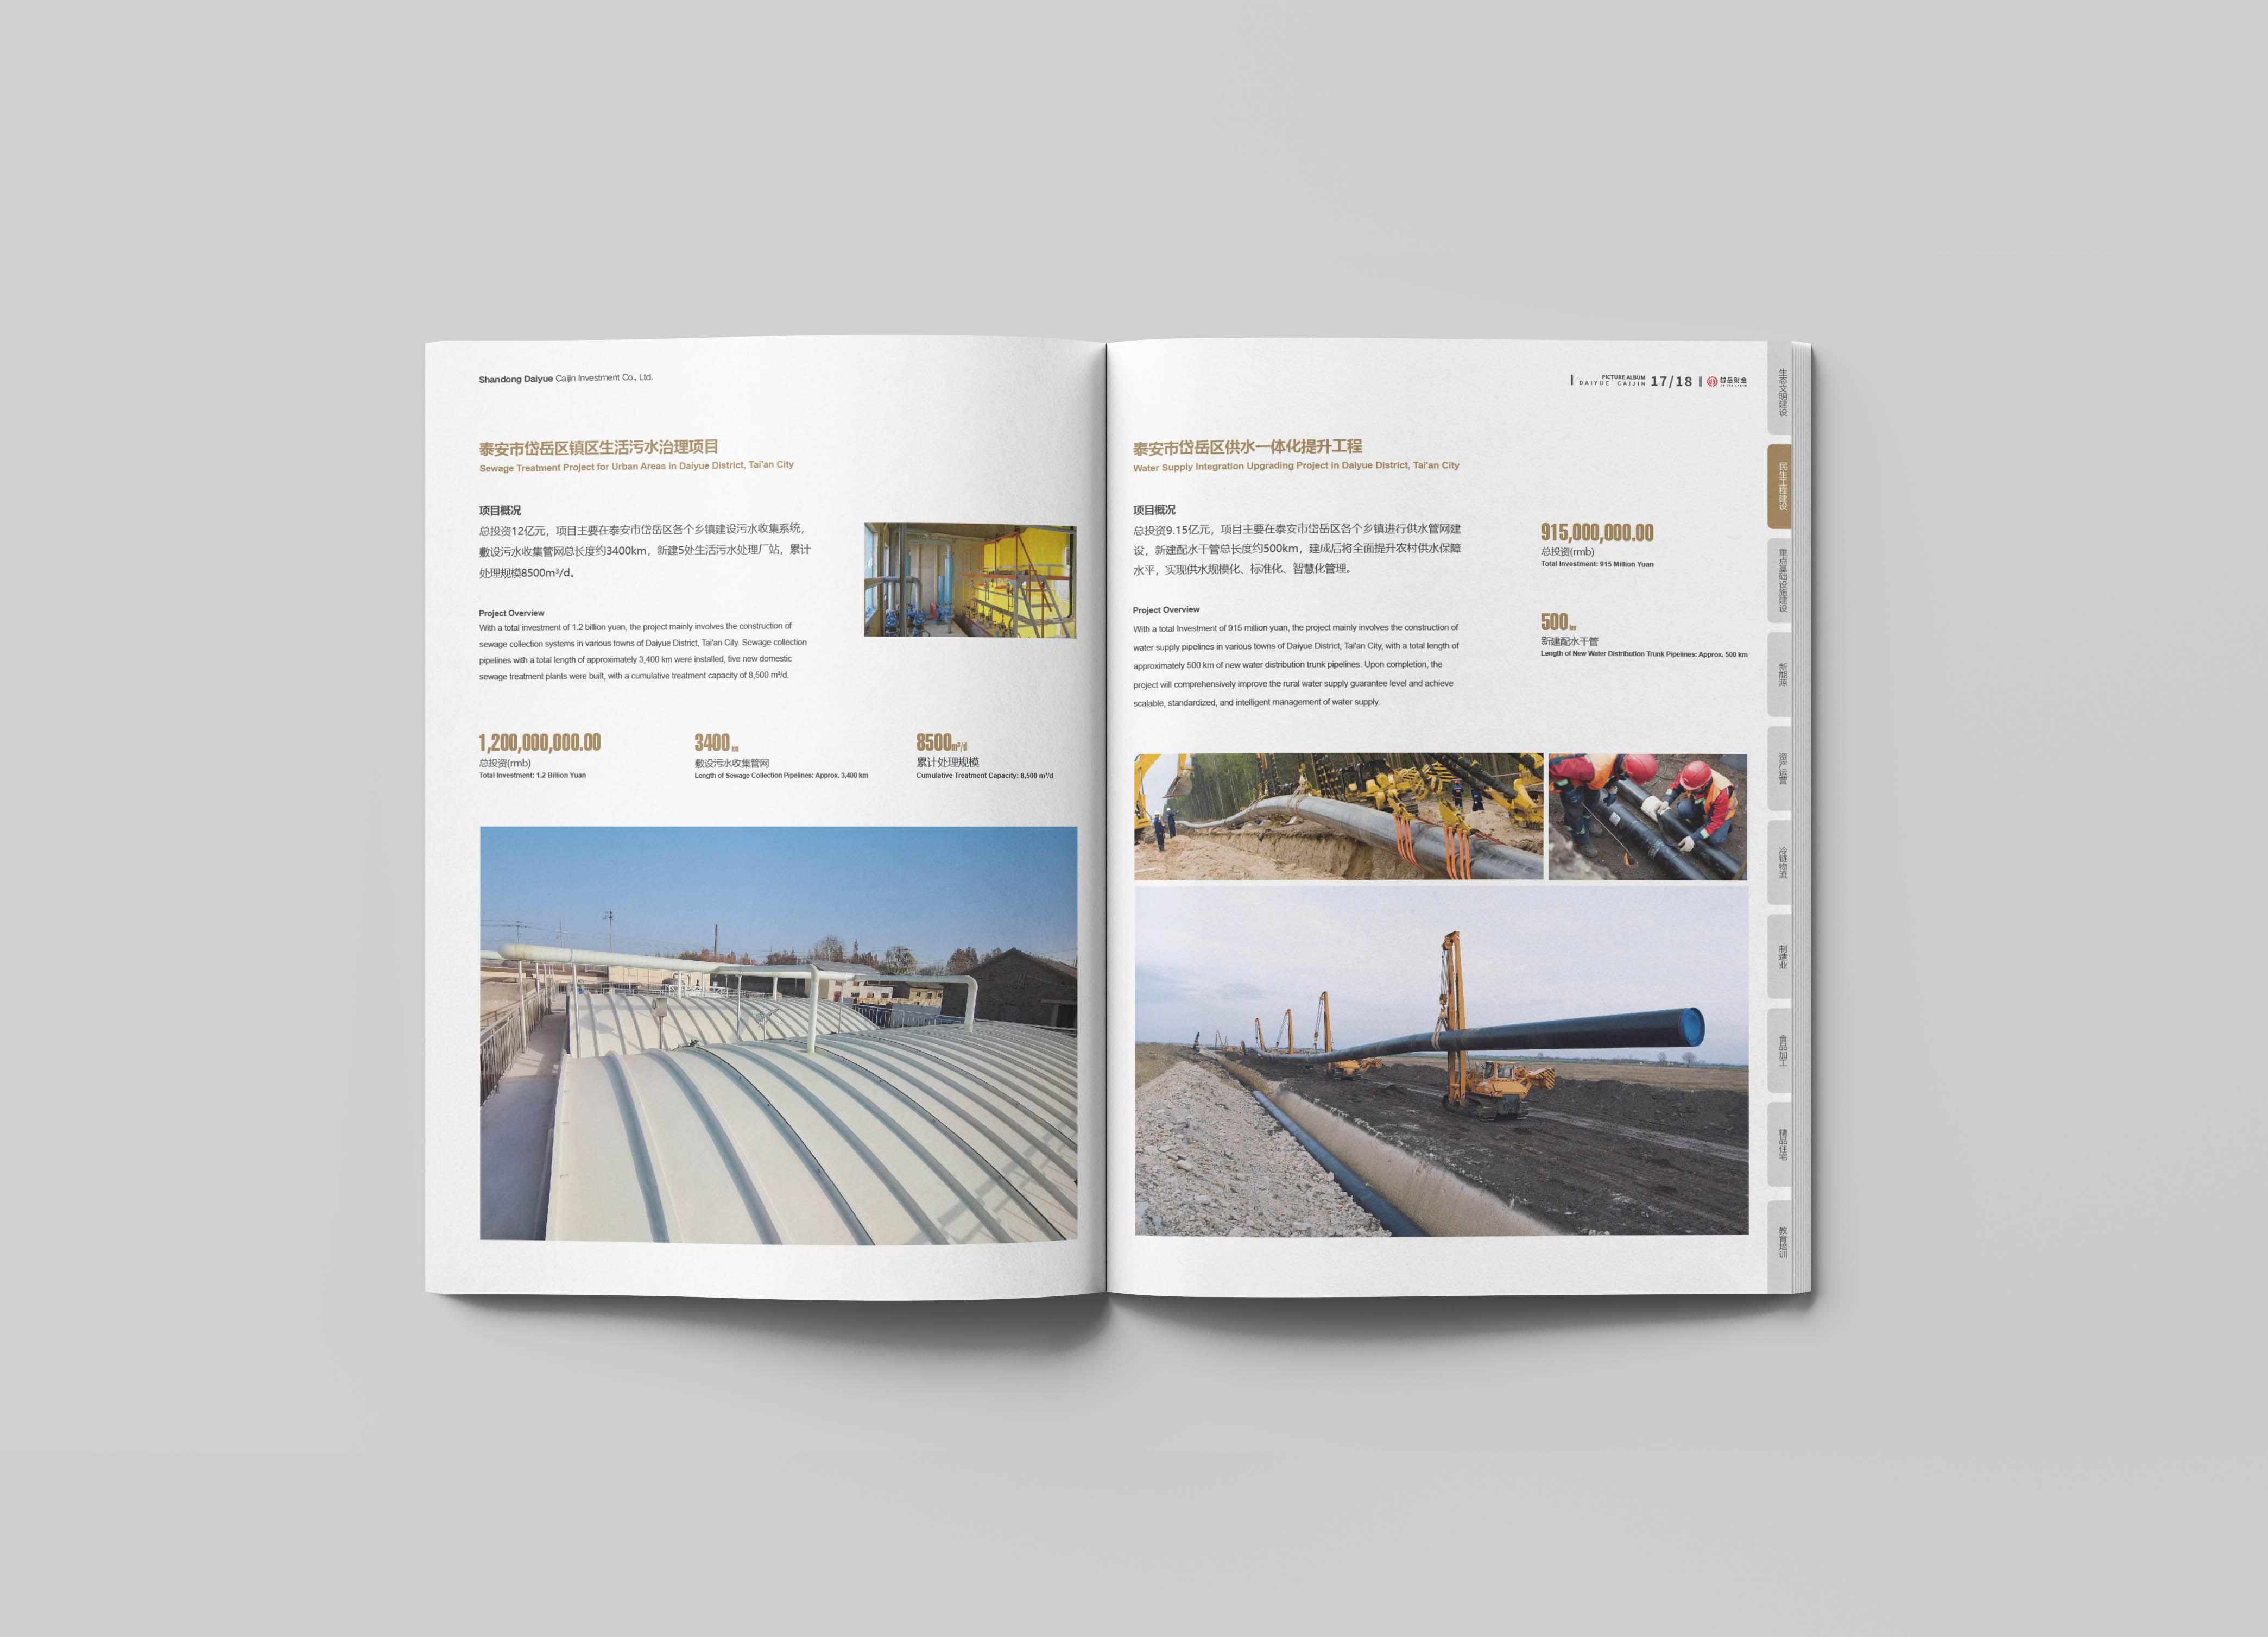 Shandong Daiyue Caijin Investment Co., Ltd.
泰安市岱岳区镇区生活污水治理项目
Sewage Treatment Project for Urban Areas in Daiyue District, Tai'an City
项目概况
总投资12亿元，项目主要在泰安市岱岳区各个乡镇建设污水收集系统，
敷设污水收集管网总长度约3400km，新建5处生活污水处理厂站，累计
处理规模8500m³/d。
Project Overview
With a total investment of 1.2 billion yuan, the project mainly involves the construction of
sewage collection systems in various towns of Daiyue District, Tai'an City. Sewage collection
pipelines with a total length of approximately 3,400 km were installed, five new domestic
sewage treatment plants were built, with a cumulative treatment capacity of 8,500 m³/d.
1,200,000,000.00
总投资(rmb)
Total Investment: 1.2 Billion Yuan
3400km
敷设污水收集管网
Length of Sewage Collection Pipelines: Approx. 3,400 km
8500m³/d
累计处理规模
Cumulative Treatment Capacity: 8,500 m³/d
PICTURE ALBUM
DAIYUE CAIJIN
17/18
岱岳财金
泰安市岱岳区供水一体化提升工程
Water Supply Integration Upgrading Project in Daiyue District, Tai'an City
项目概况
总投资9.15亿元，项目主要在泰安市岱岳区各个乡镇进行供水管网建
设，新建配水干管总长度约500km，建成后将全面提升农村供水保障
水平，实现供水规模化、标准化、智慧化管理。
Project Overview
With a total Investment of 915 million yuan, the project mainly involves the construction of
water supply pipelines in various towns of Daiyue District, Tai'an City, with a total length of
approximately 500 km of new water distribution trunk pipelines. Upon completion, the
project will comprehensively improve the rural water supply guarantee level and achieve
scalable, standardized, and intelligent management of water supply.
915,000,000.00
总投资(rmb)
Total Investment: 915 Million Yuan
500km
新建配水干管
Length of New Water Distribution Trunk Pipelines: Approx. 500 km
生态文明建设
民生工程建设
重点基础设施建设
新能源
资产运营
冷链物流
制造业
食品加工
精品住宅
教育培训